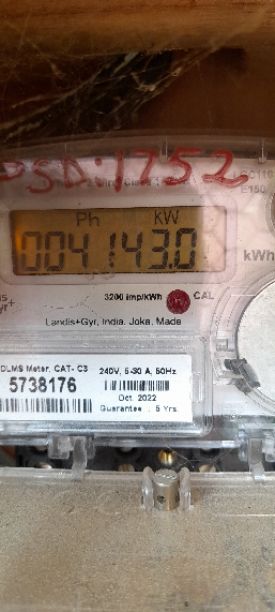 PSD:1752
E150
Ph kW
004143.0
kWh
3200 imp/kWh CAL
Landis+Gyr, India. Joka, Made
DLMS Meter, CAT- C3
5738176
240V, 5-30 A, 50Hz
Oct. 2022
Guarantee : 5 Yrs.